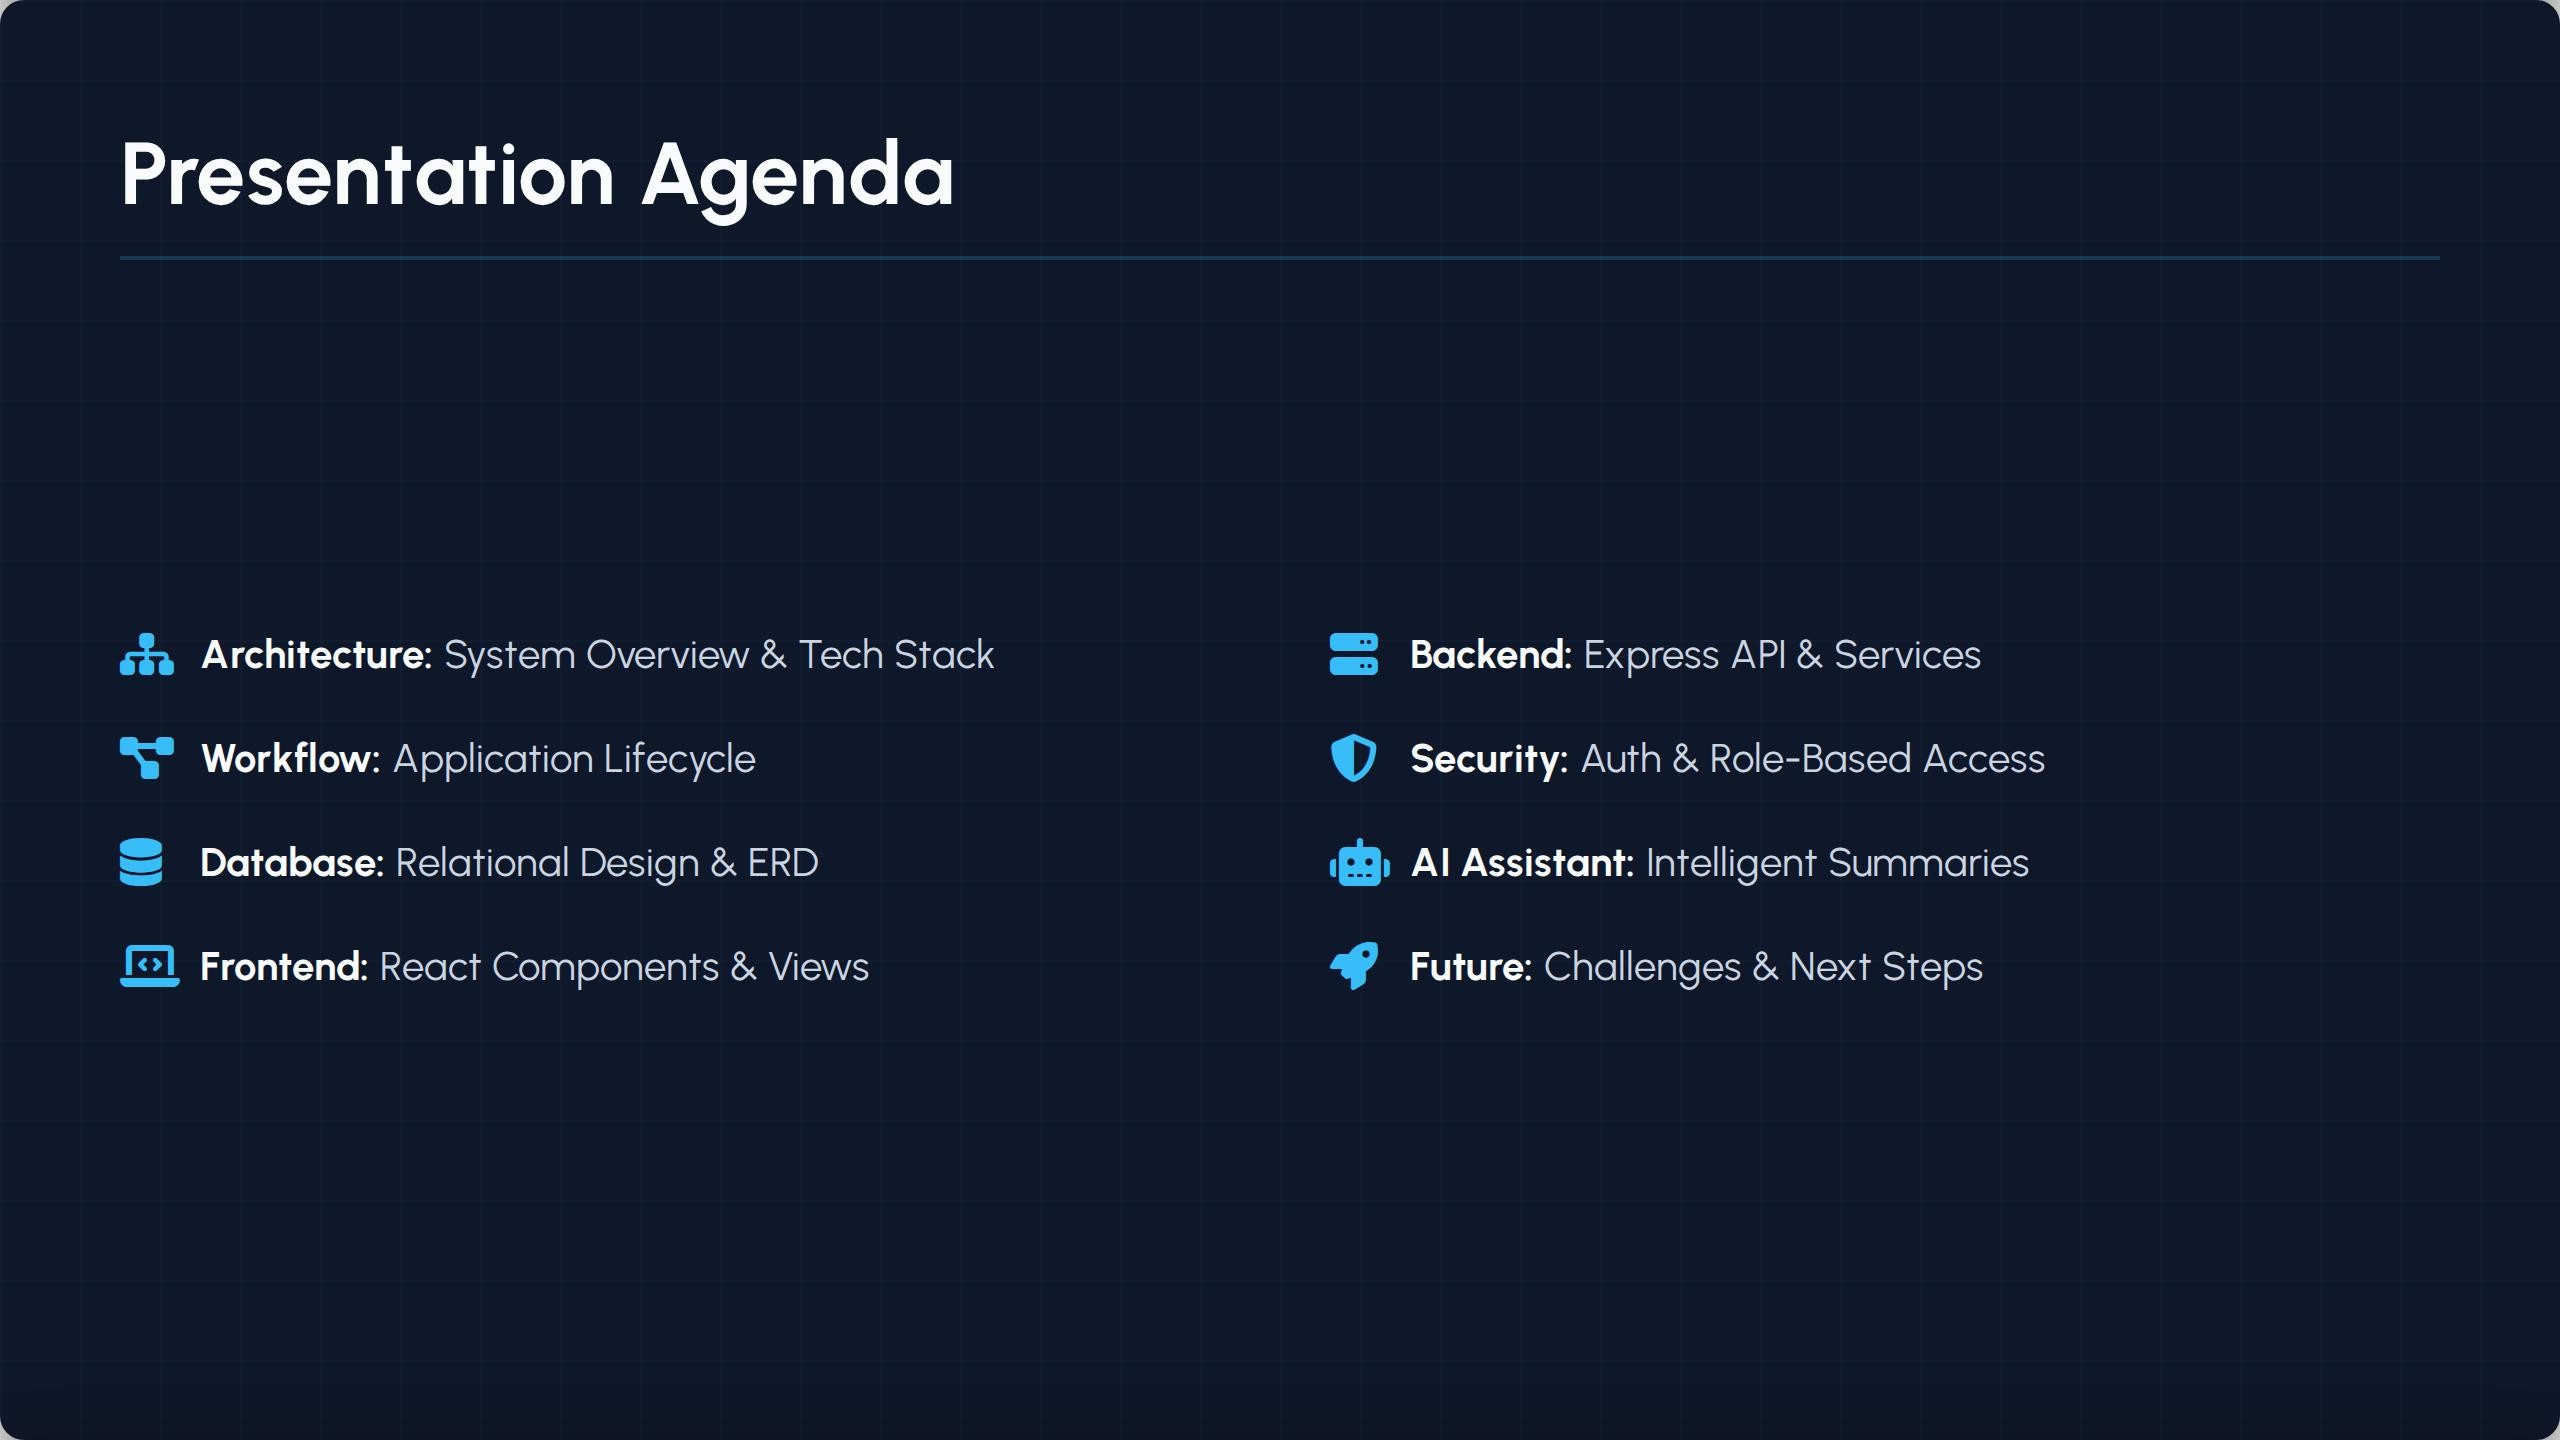 Presentation Agenda
Architecture: System Overview & Tech Stack
Workflow: Application Lifecycle
Database: Relational Design & ERD
Frontend: React Components & Views
Backend: Express API & Services
Security: Auth & Role-Based Access
AI Assistant: Intelligent Summaries
Future: Challenges & Next Steps